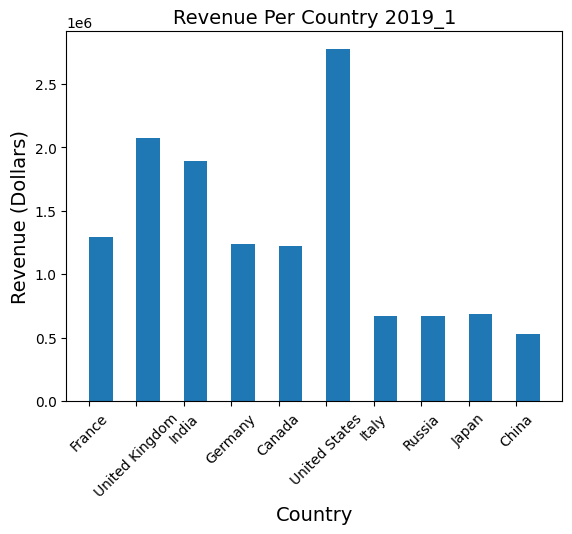 Revenue Per Country 2019_1
1e6
Revenue (Dollars)
2.5
2.0
1.5
1.0
0.5
0.0
France
United Kingdom
India
Germany
Canada
United States
Italy
Russia
Japan
China
Country